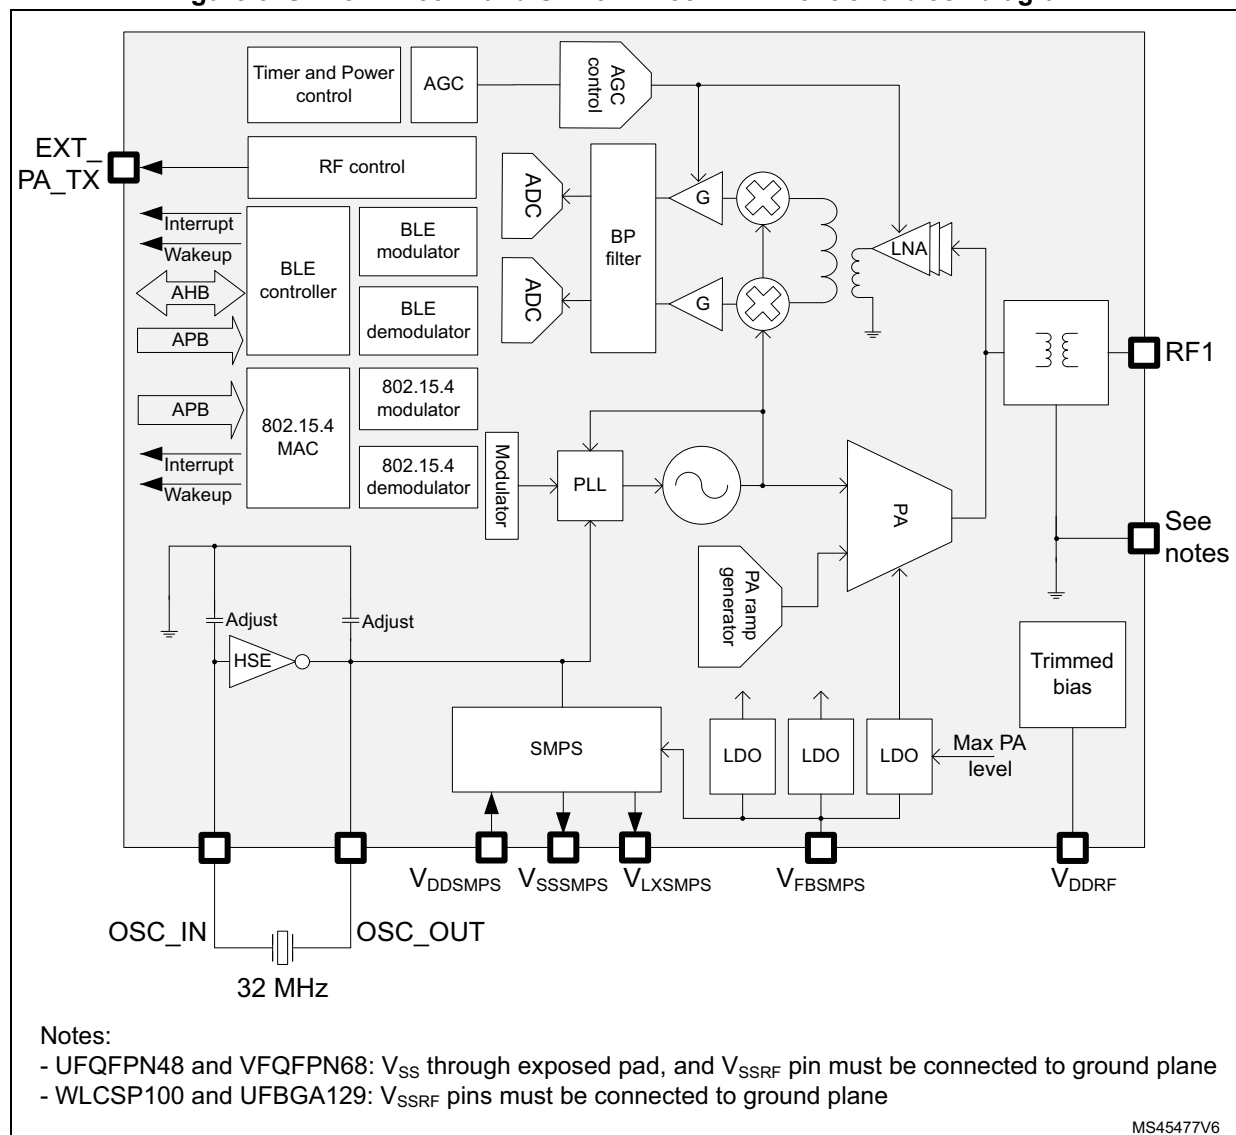 Timer and Power
control
AGC
AGC
control
EXT_
PA_TX
RF control
ADC
ADC
BP
filter
G
G
LNA
Interrupt
Wakeup
AHB
APB
BLE
controller
BLE
modulator
BLE
demodulator
RF1
APB
Interrupt
Wakeup
802.15.4
MAC
802.15.4
modulator
802.15.4
demodulator
Modulator
PLL
PA
See
notes
PA ramp
generator
Adjust
Adjust
HSE
Trimmed
bias
SMPS
LDO
LDO
LDO
Max PA
level
VDDSMPS
VSSSMPS
VLXSMPS
VFBSMPS
VDDRF
OSC_IN
OSC_OUT
32 MHz
Notes:
- UFQFPN48 and VFQFPN68: VSS through exposed pad, and VSSRF pin must be connected to ground plane
- WLCSP100 and UFBGA129: VSSRF pins must be connected to ground plane
MS45477V6